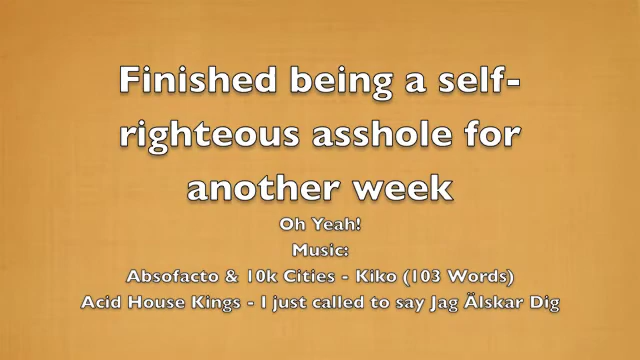 Finished being a self-
righteous asshole for
another week
Oh Yeah!
Music:
Absofacto & 10k Cities - Kiko (103 Words)
Acid House Kings - I just called to say Jag Älskar Dig